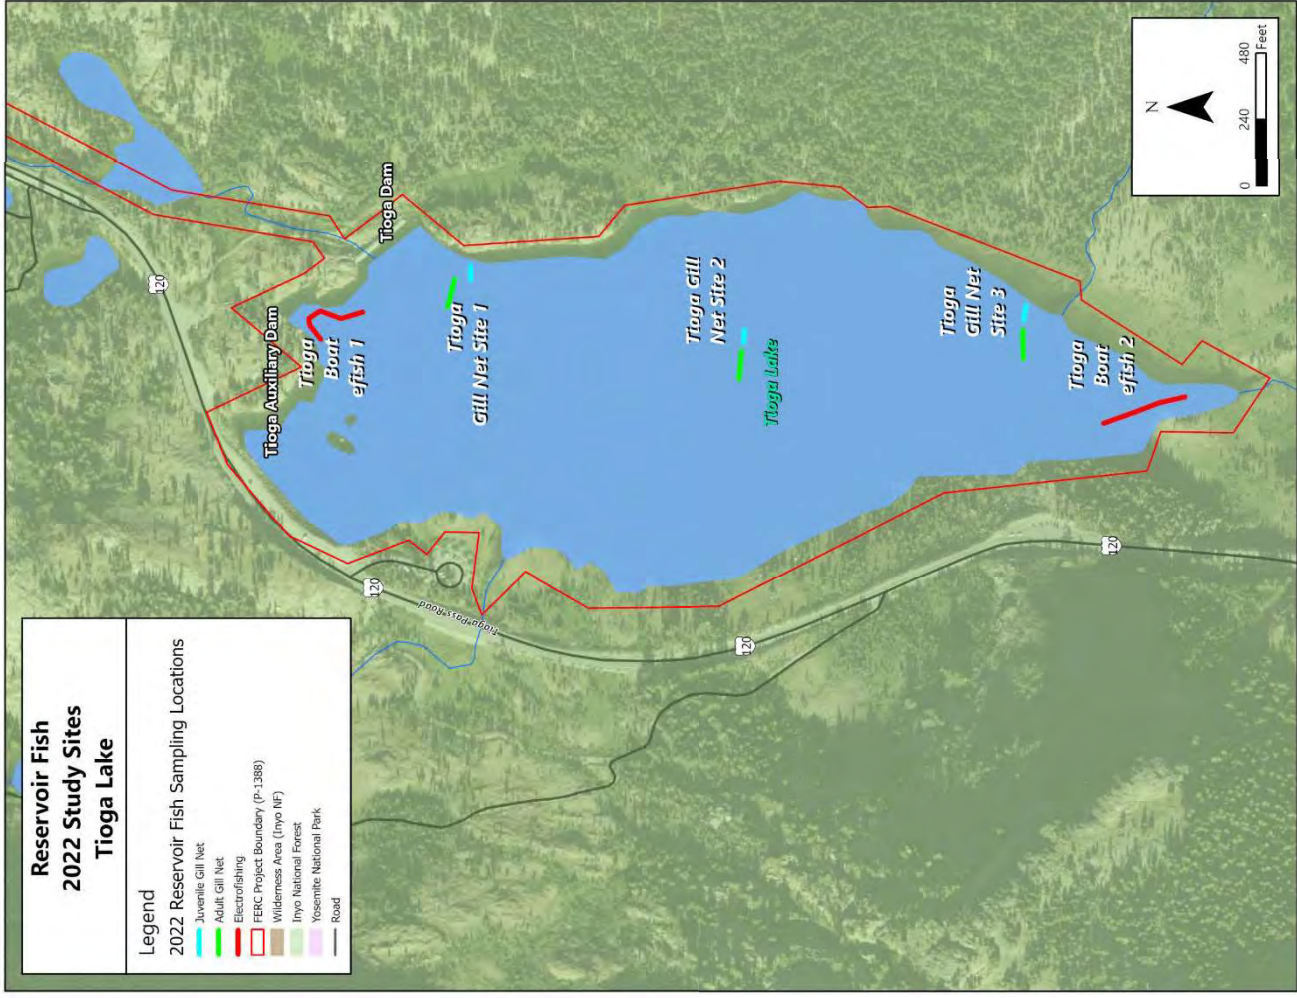 Reservoir Fish
2022 Study Sites
Tioga Lake
Legend
2022 Reservoir Fish Sampling Locations
Juvenile Gill Net
Adult Gill Net
Electrofishing
FERC Project Boundary (P-1388)
Wilderness Area (Inyo NF)
Inyo National Forest
Yosemite National Park
Road
120
120
120
120
Tioga Pass Road
Tioga Auxiliary Dam
Tioga Dam
Tioga
Boat
efish 1
Tioga
Gill Net Site 1
Tioga Gill
Net Site 2
Tioga Lake
Tioga
Gill Net
Site 3
Tioga
Boat
efish 2
N
0 240 480
Feet